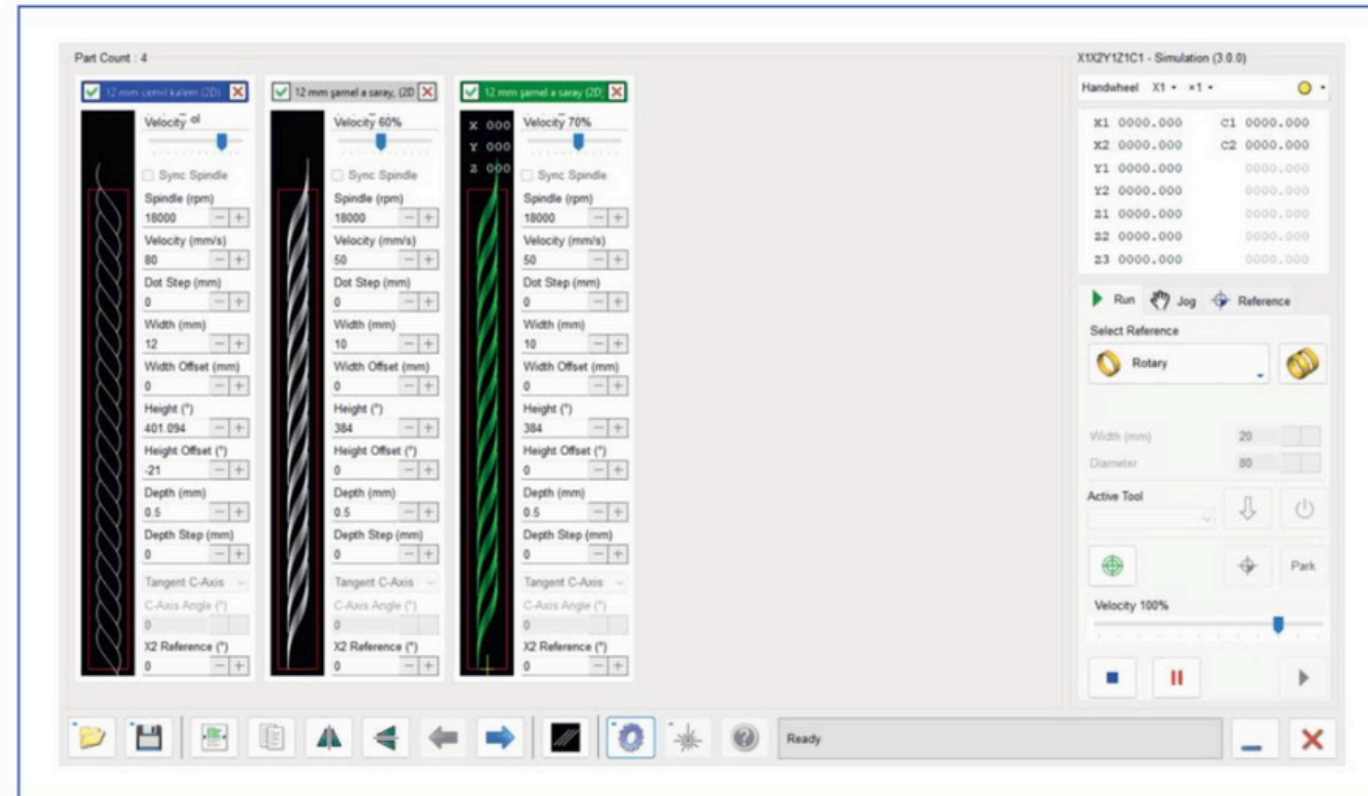 Part Count : 4
12 mm cemil kalem (2D)
Velocity
Sync Spindle
Spindle (rpm)
18000
Velocity (mm/s)
80
Dot Step (mm)
0
Width (mm)
12
Width Offset (mm)
0
Height (°)
401.094
Height Offset (°)
-21
Depth (mm)
0.5
Depth Step (mm)
0
Tangent C-Axis
C-Axis Angle (°)
0
X2 Reference (°)
0
12 mm şarnel a saray, (2D
Velocity 60%
Sync Spindle
Spindle (rpm)
18000
Velocity (mm/s)
50
Dot Step (mm)
0
Width (mm)
10
Width Offset (mm)
0
Height (°)
384
Height Offset (°)
0
Depth (mm)
0.5
Depth Step (mm)
0
Tangent C-Axis
C-Axis Angle (°)
0
X2 Reference (°)
0
12 mm şarnel a saray (2D)
X 000
Y 000
Z 000
Velocity 70%
Sync Spindle
Spindle (rpm)
18000
Velocity (mm/s)
50
Dot Step (mm)
0
Width (mm)
10
Width Offset (mm)
0
Height (°)
384
Height Offset (°)
0
Depth (mm)
0.5
Depth Step (mm)
0
Tangent C-Axis
C-Axis Angle (°)
0
X2 Reference (°)
0
X1X2Y1Z1C1 - Simulation (3.0.0)
Handwheel X1 ×1
X1 0000.000 C1 0000.000
X2 0000.000 C2 0000.000
Y1 0000.000 0000.000
Y2 0000.000 0000.000
Z1 0000.000 0000.000
Z2 0000.000 0000.000
Z3 0000.000 0000.000
Run Jog Reference
Select Reference
Rotary
Width (mm) 20
Diameter 80
Active Tool
Park
Velocity 100%
Ready